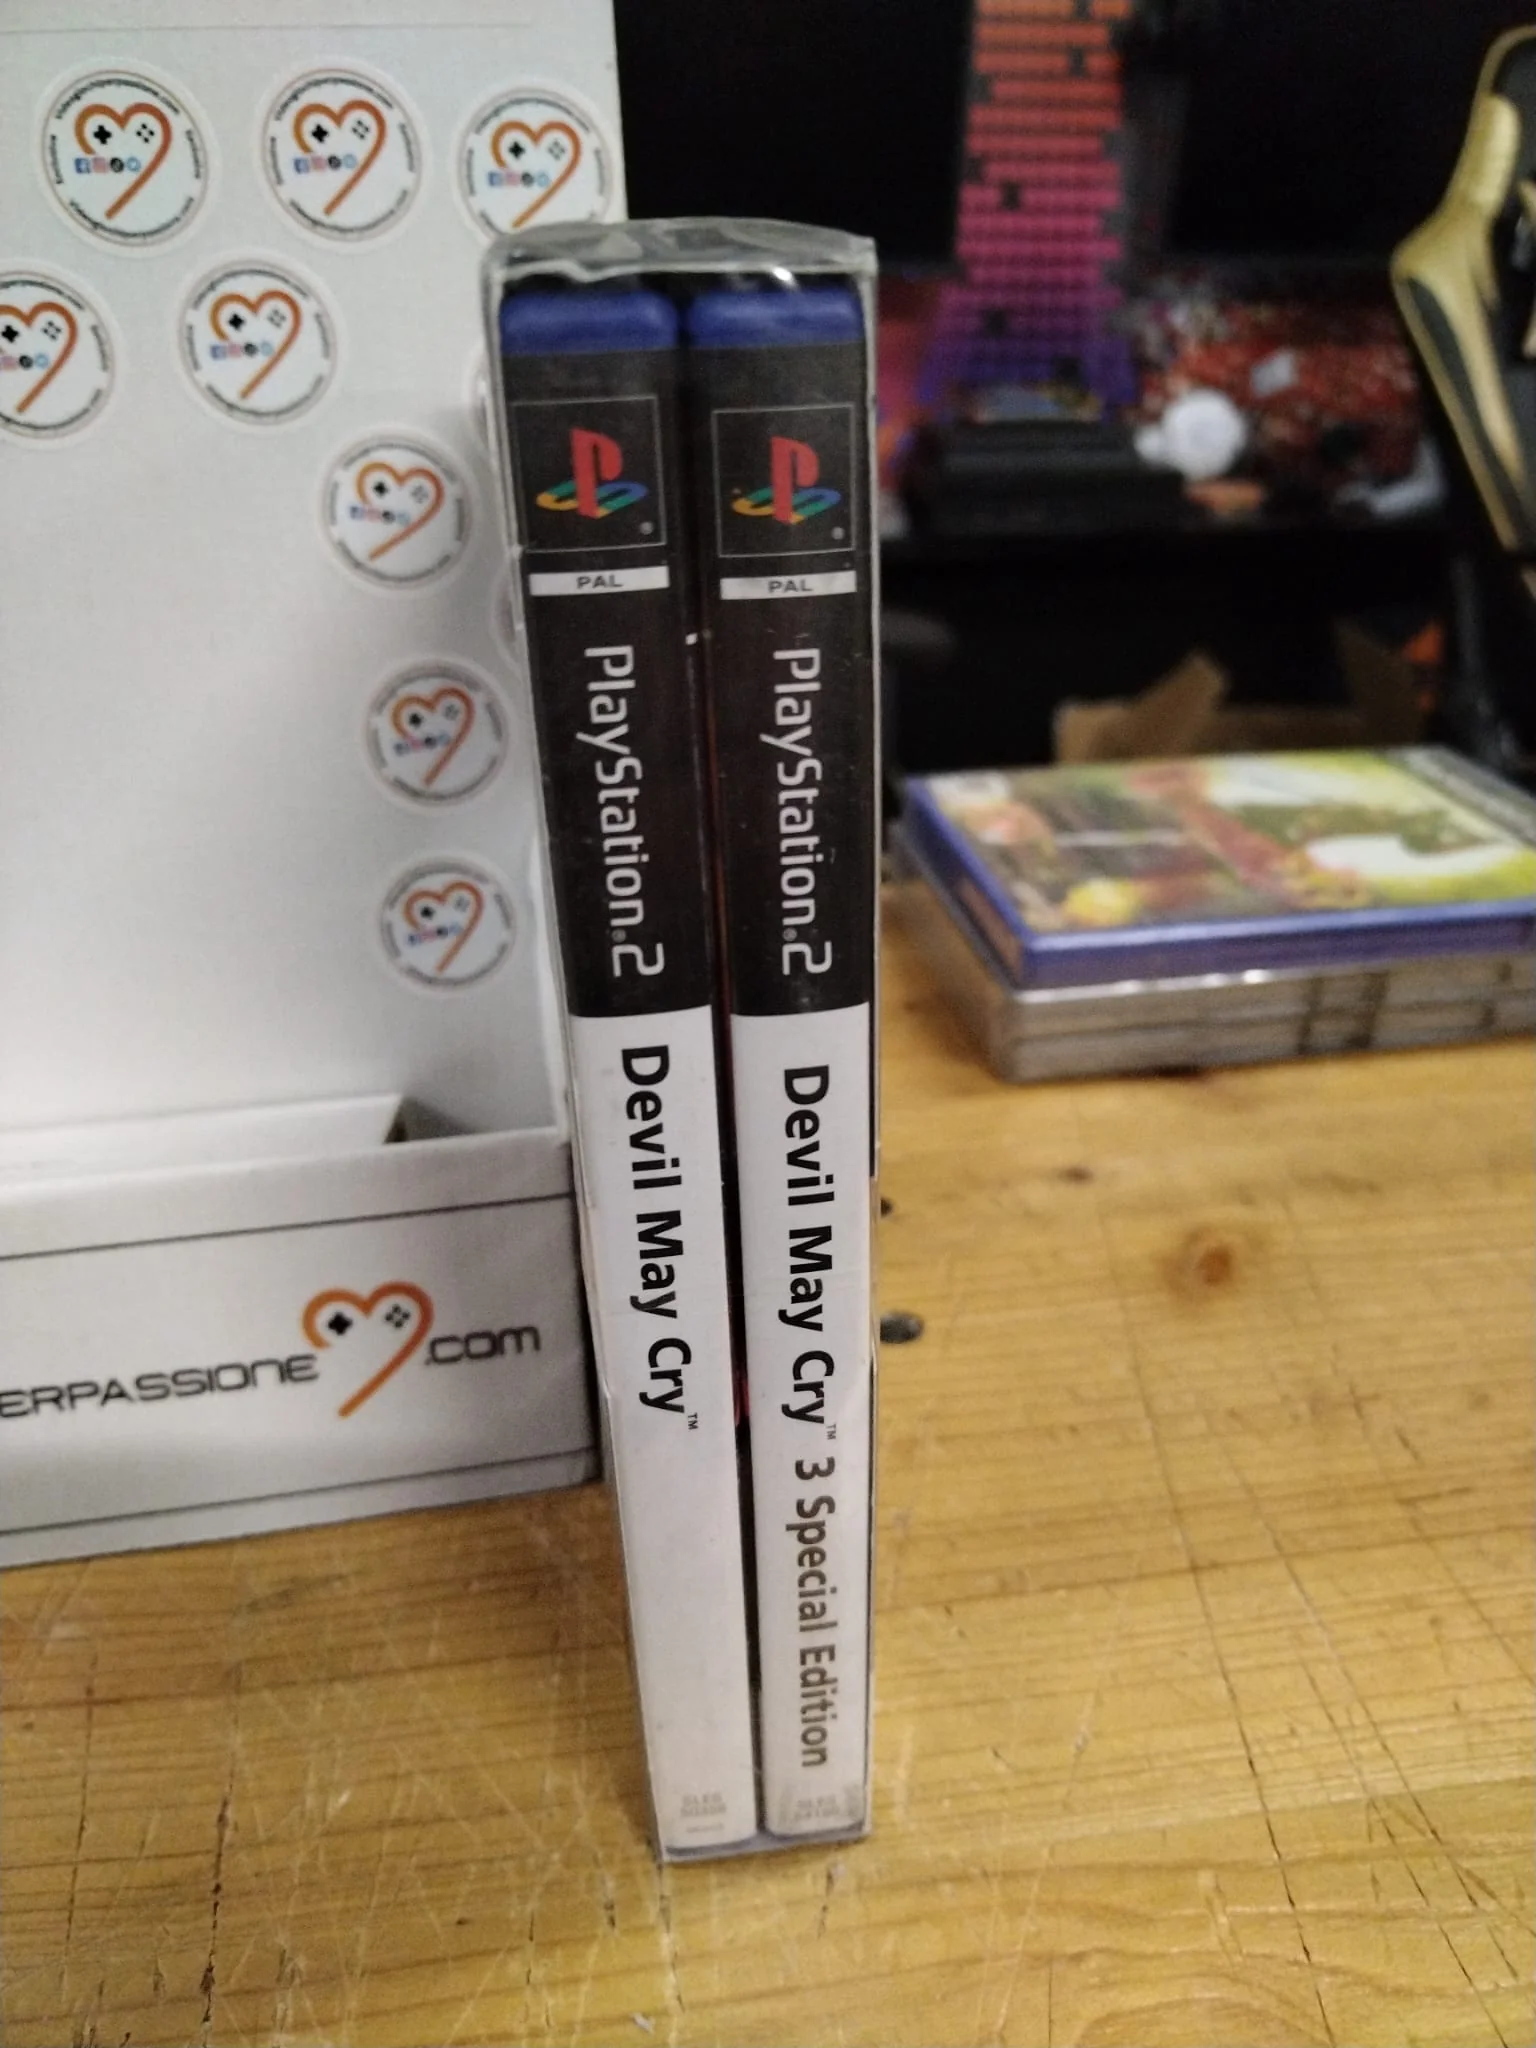 PAL
PlayStation®2
Devil May Cry™
PAL
PlayStation®2
Devil May Cry™ 3 Special Edition
ERPASSIONE .com